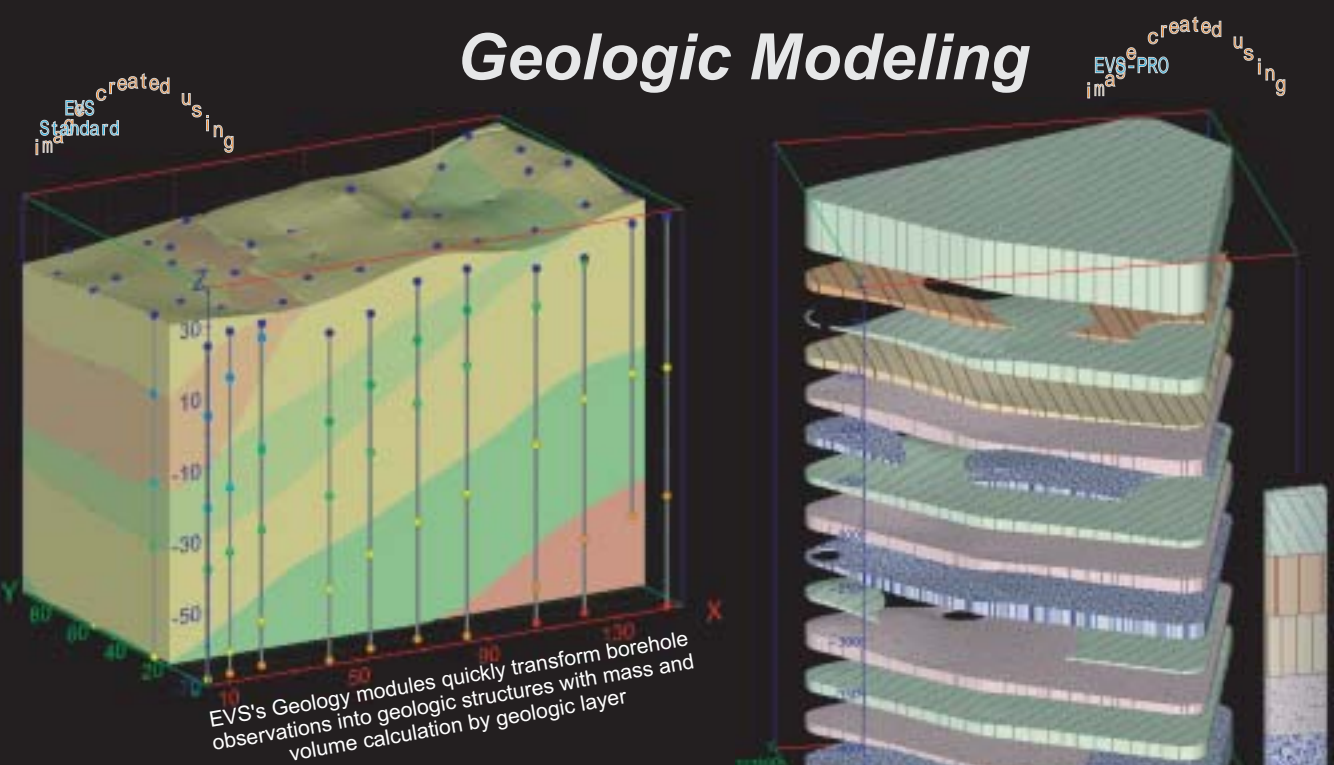 Geologic Modeling
image created using
EVS
Standard
image created using
EVS-PRO
Z
30
10
-10
-30
-50
Y
80
60
40
20
10
50
90
130
X
EVS's Geology modules quickly transform borehole
observations into geologic structures with mass and
volume calculation by geologic layer